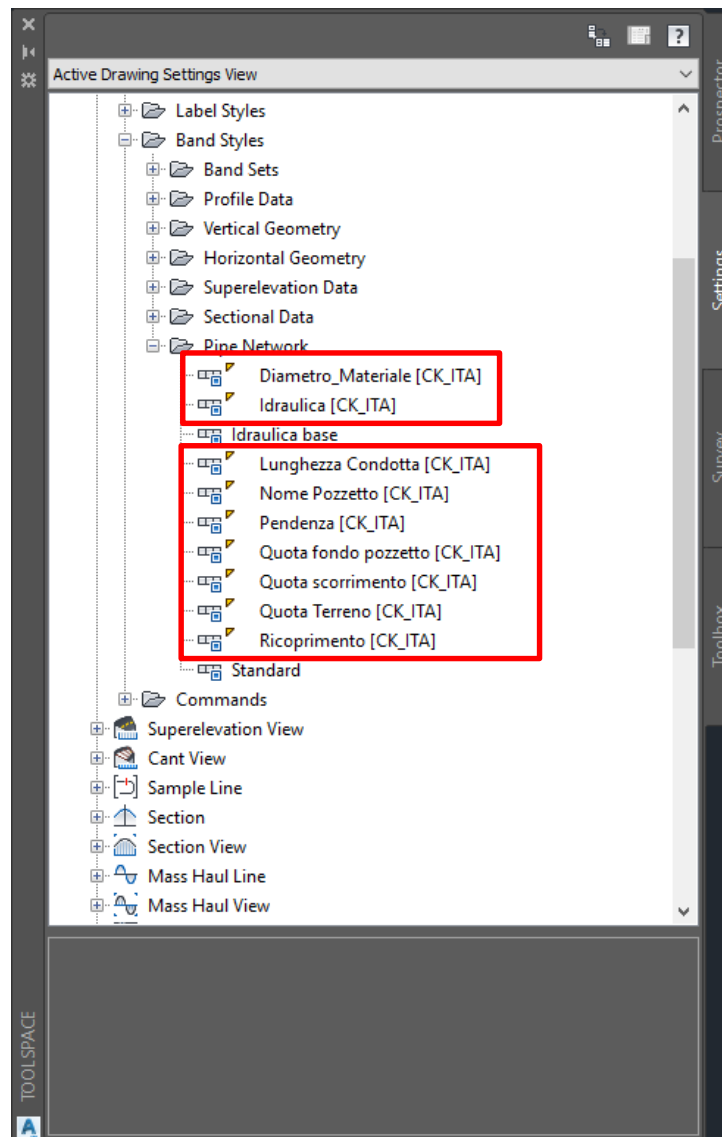 Active Drawing Settings View
Label Styles
Band Styles
Band Sets
Profile Data
Vertical Geometry
Horizontal Geometry
Superelevation Data
Sectional Data
Pipe Network
Diametro_Materiale [CK_ITA]
Idraulica [CK_ITA]
Idraulica base
Lunghezza Condotta [CK_ITA]
Nome Pozzetto [CK_ITA]
Pendenza [CK_ITA]
Quota fondo pozzetto [CK_ITA]
Quota scorrimento [CK_ITA]
Quota Terreno [CK_ITA]
Ricoprimento [CK_ITA]
Standard
Commands
Superelevation View
Cant View
Sample Line
Section
Section View
Mass Haul Line
Mass Haul View
Prospector
Settings
Survey
Toolbox
TOOLSPACE